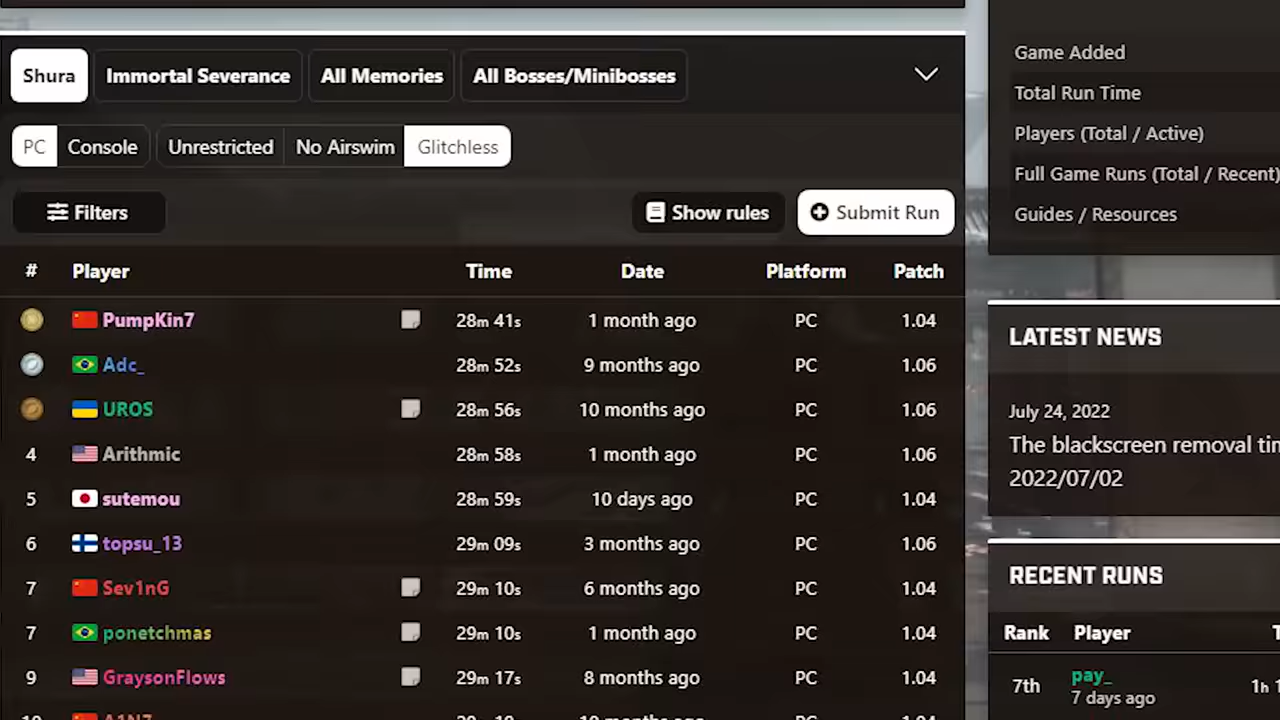 Shura Immortal Severance All Memories All Bosses/Minibosses
PC Console Unrestricted No Airswim Glitchless
Filters Show rules Submit Run
# Player Time Date Platform Patch
PumpKin7 28m 41s 1 month ago PC 1.04
Adc_ 28m 52s 9 months ago PC 1.06
UROS 28m 56s 10 months ago PC 1.06
4 Arithmic 28m 58s 1 month ago PC 1.06
5 sutemou 28m 59s 10 days ago PC 1.04
6 topsu_13 29m 09s 3 months ago PC 1.06
7 Sev1nG 29m 10s 6 months ago PC 1.04
7 ponetchmas 29m 10s 1 month ago PC 1.04
9 GraysonFlows 29m 17s 8 months ago PC 1.04
Game Added
Total Run Time
Players (Total / Active)
Full Game Runs (Total / Recent)
Guides / Resources
LATEST NEWS
July 24, 2022
The blackscreen removal
2022/07/02
RECENT RUNS
Rank Player
7th pay_ 1h
7 days ago